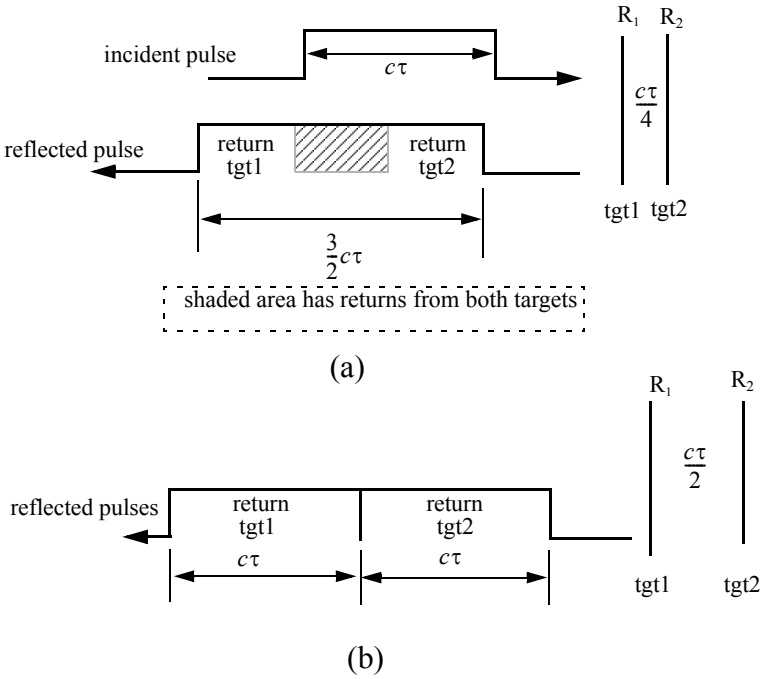 R₁ R₂
incident pulse
cτ
cτ/4
reflected pulse
return tgt1
return tgt2
tgt1 tgt2
3/2 cτ
shaded area has returns from both targets
(a)
R₁ R₂
cτ/2
reflected pulses
return tgt1
return tgt2
cτ cτ
tgt1 tgt2
(b)